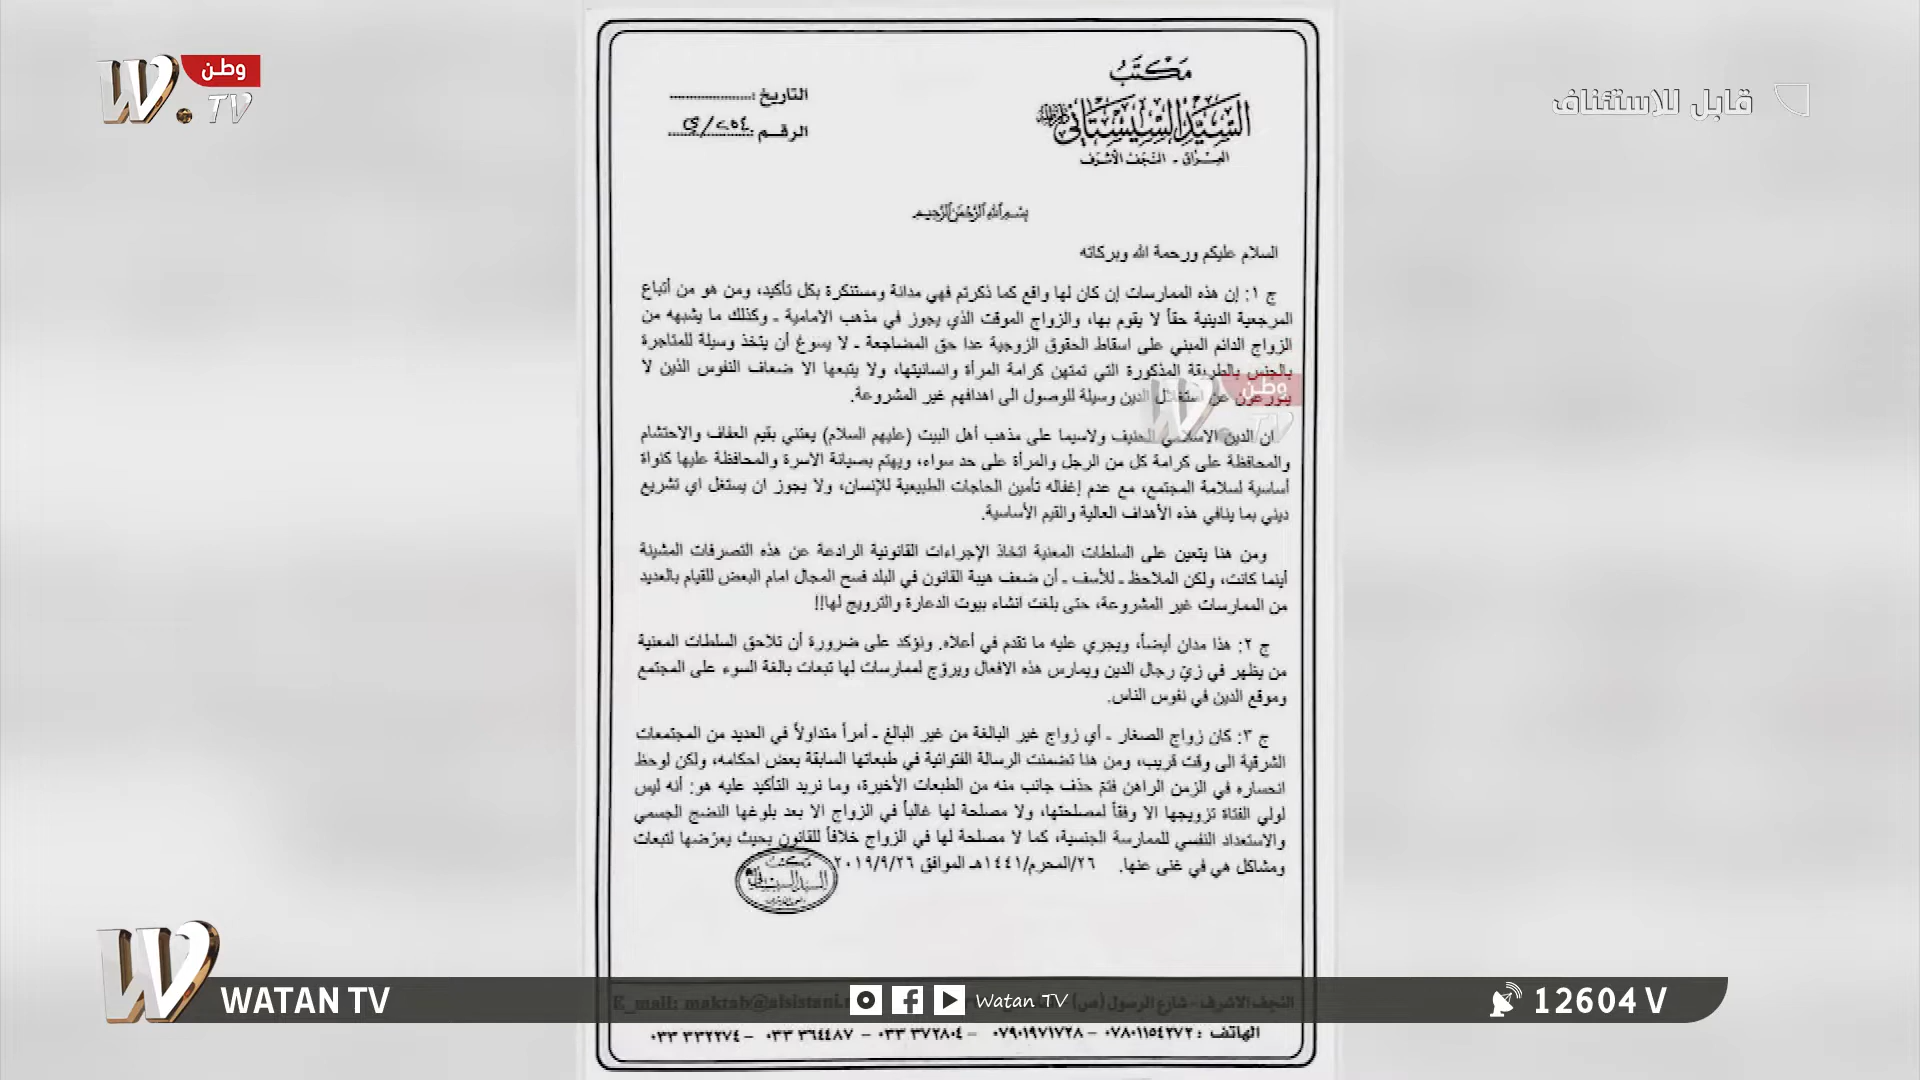 وطن
W. TV
قابل للاستئناف
مكتب
السيد السيستاني
العراق - النجف الأشرف
التاريخ :
الرقم :
بسم الله الرحمن الرحيم
السلام عليكم ورحمة الله وبركاته
ج ١: إن هذه الممارسات إن كان لها واقع كما ذكرتم فهي مدانة ومستنكرة بكل تأكيد، ومن هو من أتباع
المرجعية الدينية حقاً لا يقوم بها، والزواج الموقت الذي يجوز في مذهب الامامية ـ وكذلك ما يشبهه من
الزواج الدائم المبني على اسقاط الحقوق الزوجية عدا حق المضاجعة ـ لا يسوغ أن يتخذ وسيلة للمتاجرة
بالجنس بالطريقة المذكورة التي تمتهن كرامة المرأة وانسانيتها، ولا يتبعها الا ضعاف النفوس الذين لا
يتورعون عن استغلال الدين وسيلة للوصول الى اهدافهم غير المشروعة.
وطن
W TV
ان الدين الاسلامي الحنيف ولاسيما على مذهب أهل البيت (عليهم السلام) يعتني بقيم العفاف والاحتشام
والمحافظة على كرامة كل من الرجل والمرأة على حد سواء، ويهتم بصيانة الاسرة والمحافظة عليها كنواة
أساسية لسلامة المجتمع، مع عدم إغفاله تأمين الحاجات الطبيعية للإنسان، ولا يجوز ان يستغل اي تشريع
ديني بما ينافي هذه الأهداف العالية والقيم الأساسية.
ومن هنا يتعين على السلطات المعنية اتخاذ الإجراءات القانونية الرادعة عن هذه التصرفات المشينة
أينما كانت، ولكن الملاحظ ـ للأسف ـ أن ضعف هيبة القانون في البلد فسح المجال امام البعض للقيام بالعديد
من الممارسات غير المشروعة، حتى بلغت انشاء بيوت الدعارة والترويج لها!!
ج ٢: هذا مدان أيضاً، ويجري عليه ما تقدم في أعلاه. ونؤكد على ضرورة أن تلاحق السلطات المعنية
من يظهر في زيّ رجال الدين ويمارس هذه الافعال ويروّج لممارسات لها تبعات بالغة السوء على المجتمع
وموقع الدين في نفوس الناس.
ج ٣: كان زواج الصغار ـ أي زواج غير البالغة من غير البالغ ـ أمراً متداولاً في العديد من المجتمعات
الشرقية الى وقت قريب، ومن هنا تضمنت الرسالة الفتوائية في طبعاتها السابقة بعض احكامه، ولكن لوحظ
انحساره في الزمن الراهن فتمّ حذف جانب منه من الطبعات الأخيرة، وما نريد التأكيد عليه هو: أنه ليس
لولي الفتاة تزويجها الا وفقاً لمصلحتها، ولا مصلحة لها غالباً في الزواج الا بعد بلوغها النضج الجسمي
والاستعداد النفسي للممارسة الجنسية، كما لا مصلحة لها في الزواج خلافاً للقانون بحيث يعرّضها لتبعات
ومشاكل هي في غنى عنها. ٢٦/المحرم/١٤٤١هـ الموافق ٢٠١٩/٩/٢٦
مكتب
السيد السيستاني
النجف الاشرف - شارع الرسول (ص)
E_mail: maktab@alsistani.
W WATAN TV
Watan TV
12604 V
الهاتف : ٠٧٨٠١١٥٤٢٧٢ – ٠٧٩٠١٩٧١٧٢٨ – ٠٣٣ ٣٧٢٨٠٤ – ٠٣٣ ٣٦٤٤٨٧ – ٠٣٣ ٣٣٢٢٧٤